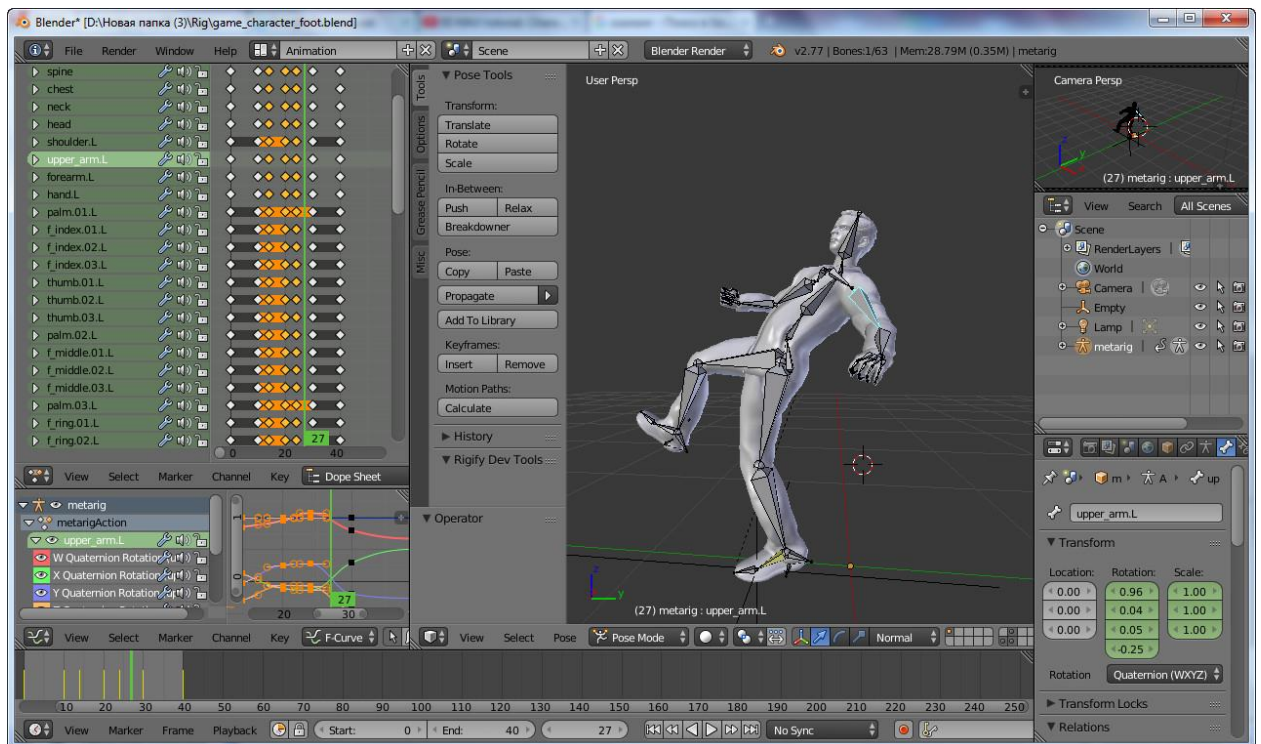 Blender* [D:\Новая папка (3)\Rig\game_character_foot.blend]
File Render Window Help Animation Scene Blender Render v2.77 | Bones:1/63 | Mem:28.79M (0.35M) | metarig
spine
chest
neck
head
shoulder.L
upper_arm.L
forearm.L
hand.L
palm.01.L
f_index.01.L
f_index.02.L
f_index.03.L
thumb.01.L
thumb.02.L
thumb.03.L
palm.02.L
f_middle.01.L
f_middle.02.L
f_middle.03.L
palm.03.L
f_ring.01.L
f_ring.02.L
27
0 20 40
View Select Marker Channel Key Dope Sheet
metarig
metarigAction
upper_arm.L
W Quaternion Rotation
X Quaternion Rotation
Y Quaternion Rotation
1
0
27
20 30
View Select Marker Channel Key F-Curve
Tools
Options
Grease Pencil
Misc
Pose Tools
Transform:
Translate
Rotate
Scale
In-Between:
Push Relax
Breakdowner
Pose:
Copy Paste
Propagate
Add To Library
Keyframes:
Insert Remove
Motion Paths:
Calculate
History
Rigify Dev Tools
Operator
User Persp
z
y
(27) metarig : upper_arm.L
View Select Pose Pose Mode Normal
Camera Persp
z
y
(27) metarig : upper_arm.L
View Search All Scenes
Scene
RenderLayers
World
Camera
Empty
Lamp
metarig
m A up
upper_arm.L
Transform
Location: Rotation: Scale:
0.00 0.96 1.00
0.00 0.04 1.00
0.00 0.05 1.00
-0.25
Rotation Quaternion (WXYZ)
Transform Locks
Relations
10 20 30 40 50 60 70 80 90 100 110 120 130 140 150 160 170 180 190 200 210 220 230 240 250
View Marker Frame Playback Start: 0 End: 40 27 No Sync